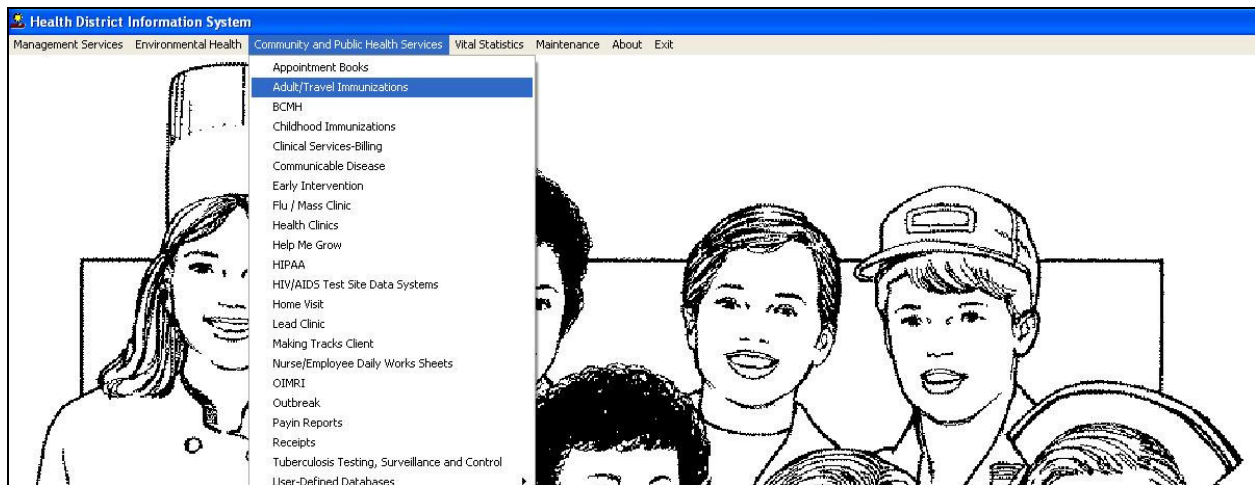 Health District Information System
Management Services Environmental Health Community and Public Health Services Vital Statistics Maintenance About Exit
Appointment Books
Adult/Travel Immunizations
BCMH
Childhood Immunizations
Clinical Services-Billing
Communicable Disease
Early Intervention
Flu / Mass Clinic
Health Clinics
Help Me Grow
HIPAA
HIV/AIDS Test Site Data Systems
Home Visit
Lead Clinic
Making Tracks Client
Nurse/Employee Daily Works Sheets
OIMRI
Outbreak
Payin Reports
Receipts
Tuberculosis Testing, Surveillance and Control
User-Defined Databases